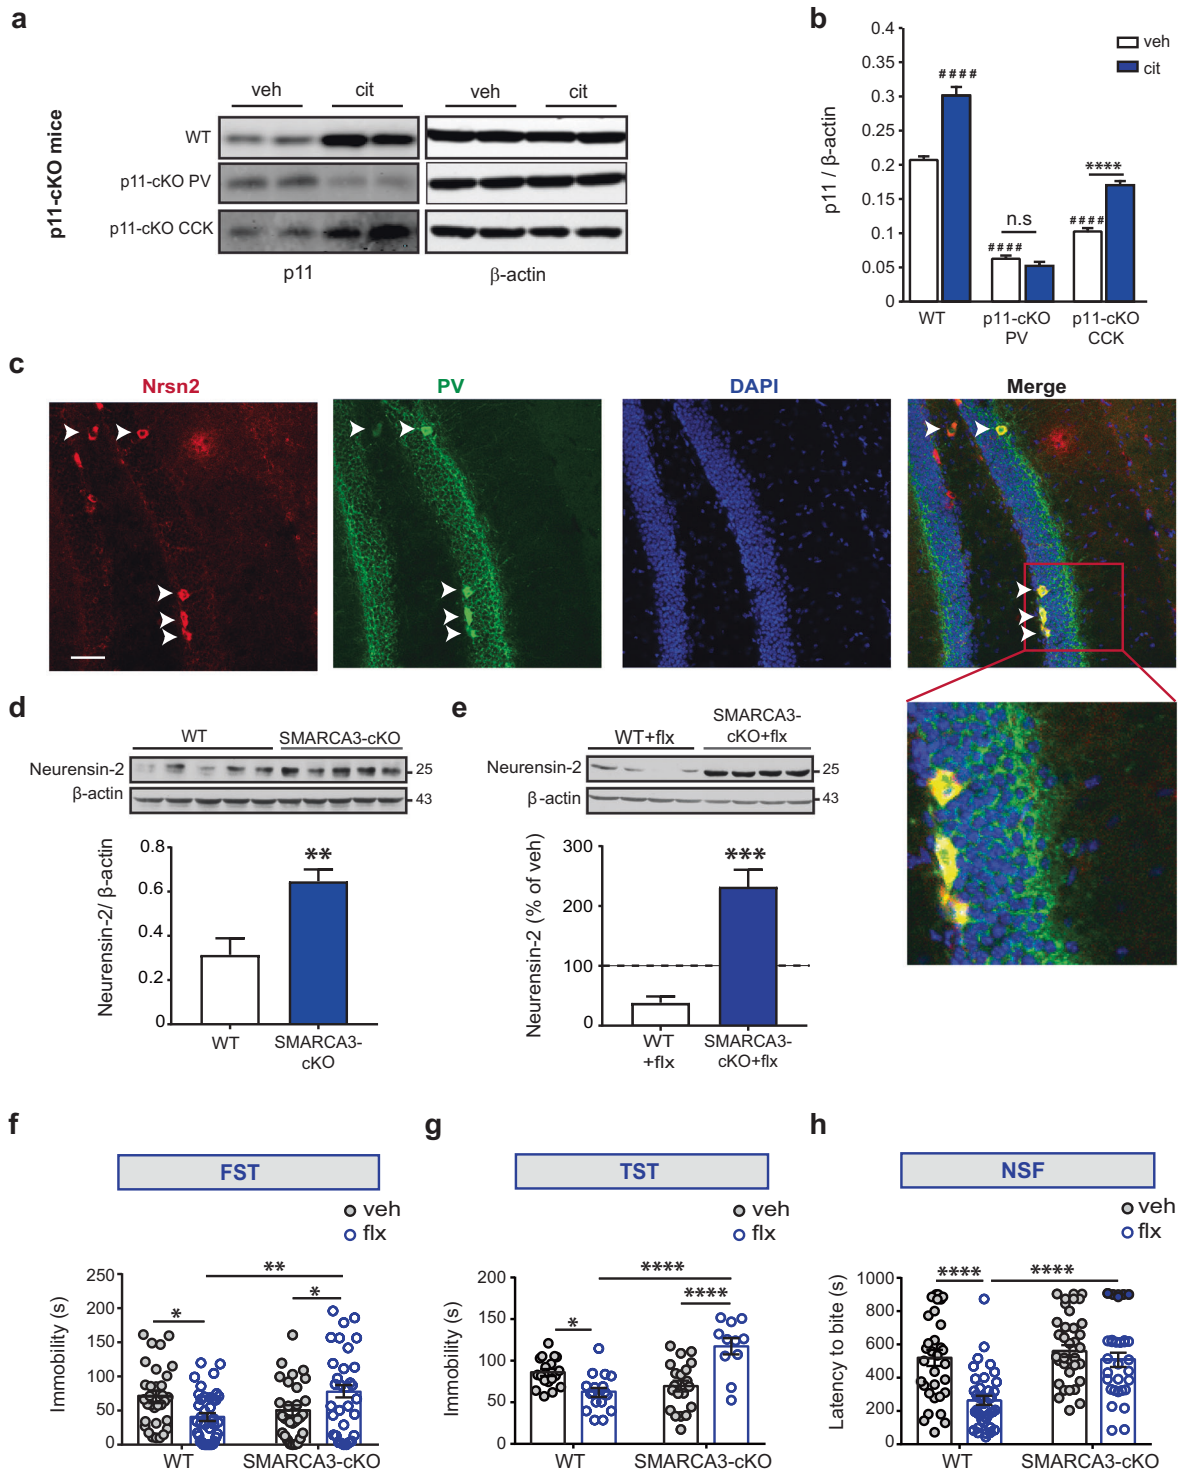 a
p11-cKO mice
veh cit veh cit
WT
p11-cKO PV
p11-cKO CCK
p11 β-actin
b
veh
cit
p11 / β-actin
0.4
0.35
0.3
0.25
0.2
0.15
0.1
0.05
0
####
####
n.s
####
****
WT p11-cKO PV p11-cKO CCK
c
Nrsn2 PV DAPI Merge
d
WT SMARCA3-cKO
Neurensin-2 25
β-actin 43
Neurensin-2/ β-actin
0.8
0.6
0.4
0.2
0
**
WT SMARCA3-
cKO
e
WT+flx SMARCA3-
cKO+flx
Neurensin-2 25
β-actin 43
Neurensin-2 (% of veh)
300
200
100
0
***
WT
+flx
SMARCA3-
cKO+flx
f
FST
veh
flx
Immobility (s)
250
200
150
100
50
0
**
*
*
WT SMARCA3-cKO
g
TST
veh
flx
Immobility (s)
200
150
100
50
0
****
****
*
WT SMARCA3-cKO
h
NSF
veh
flx
Latency to bite (s)
1000
800
600
400
200
0
**** ****
WT SMARCA3-cKO